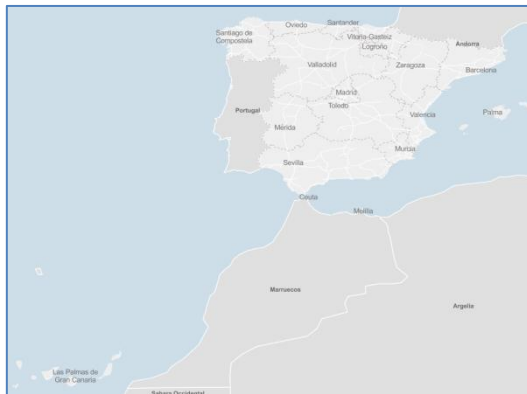 Oviedo
Santander
Santiago de
Compostela
Vitoria-Gasteiz
Logroño
Andorra
Valladolid
Zaragoza
Barcelona
Madrid
Toledo
Portugal
Valencia
Palma
Mérida
Murcia
Sevilla
Ceuta
Melilla
Marruecos
Argelia
Las Palmas de
Gran Canaria
Sahara Occidental